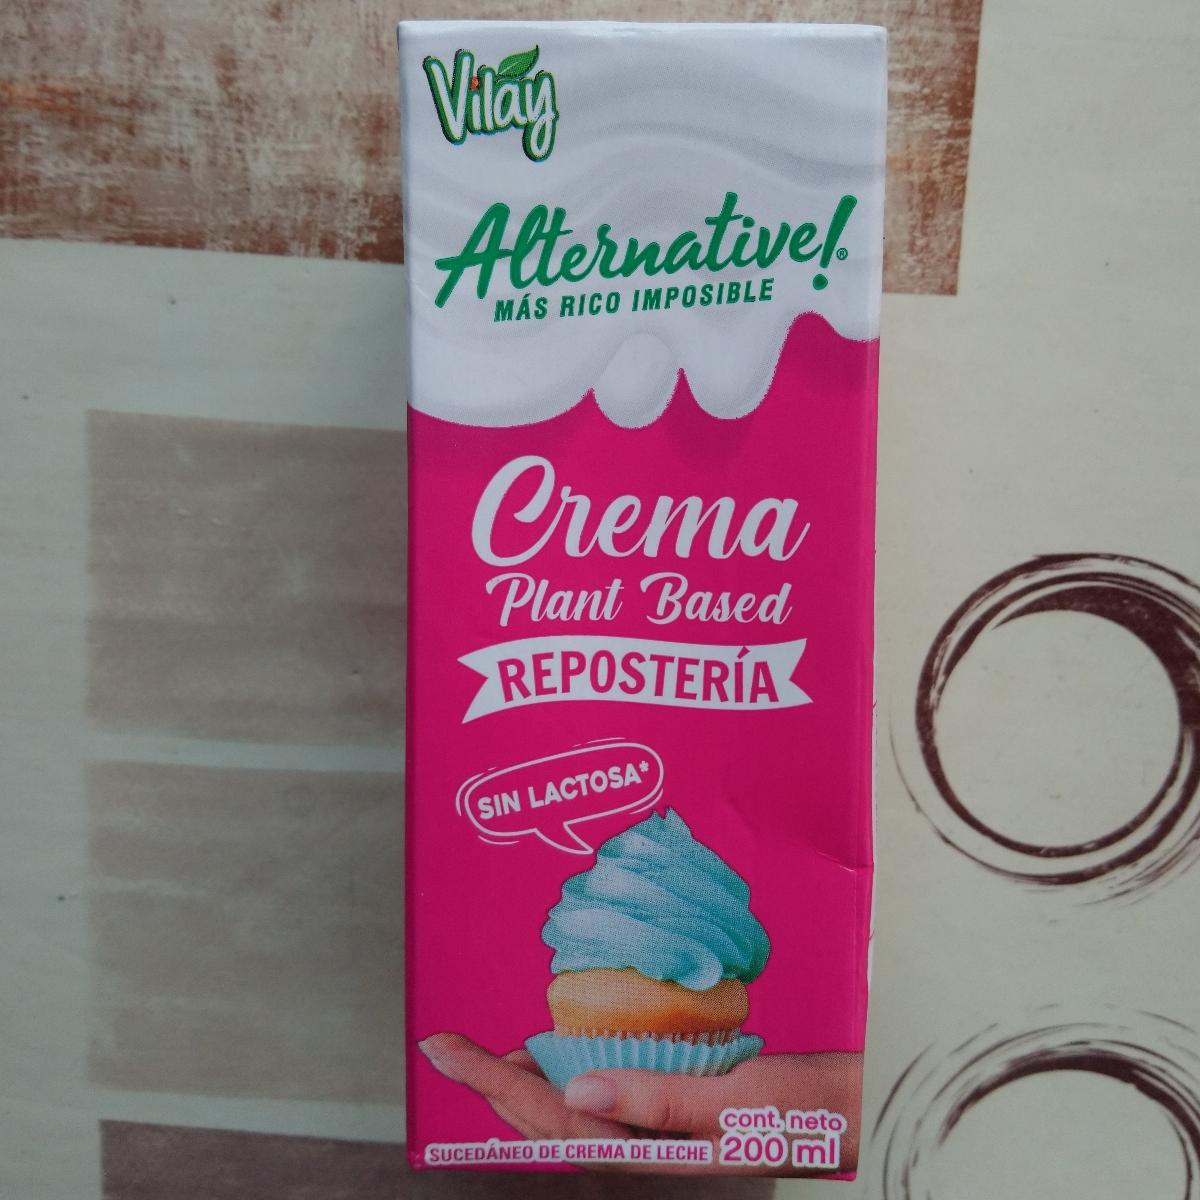 Vilay
Alternative!®
MÁS RICO IMPOSIBLE
Crema
Plant Based
REPOSTERÍA
SIN LACTOSA*
cont. neto
SUCEDÁNEO DE CREMA DE LECHE 200 ml